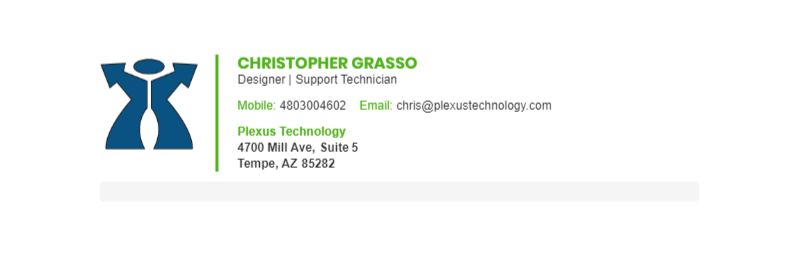 CHRISTOPHER GRASSO
Designer | Support Technician
Mobile: 4803004602 Email: chris@plexustechnology.com
Plexus Technology
4700 Mill Ave, Suite 5
Tempe, AZ 85282